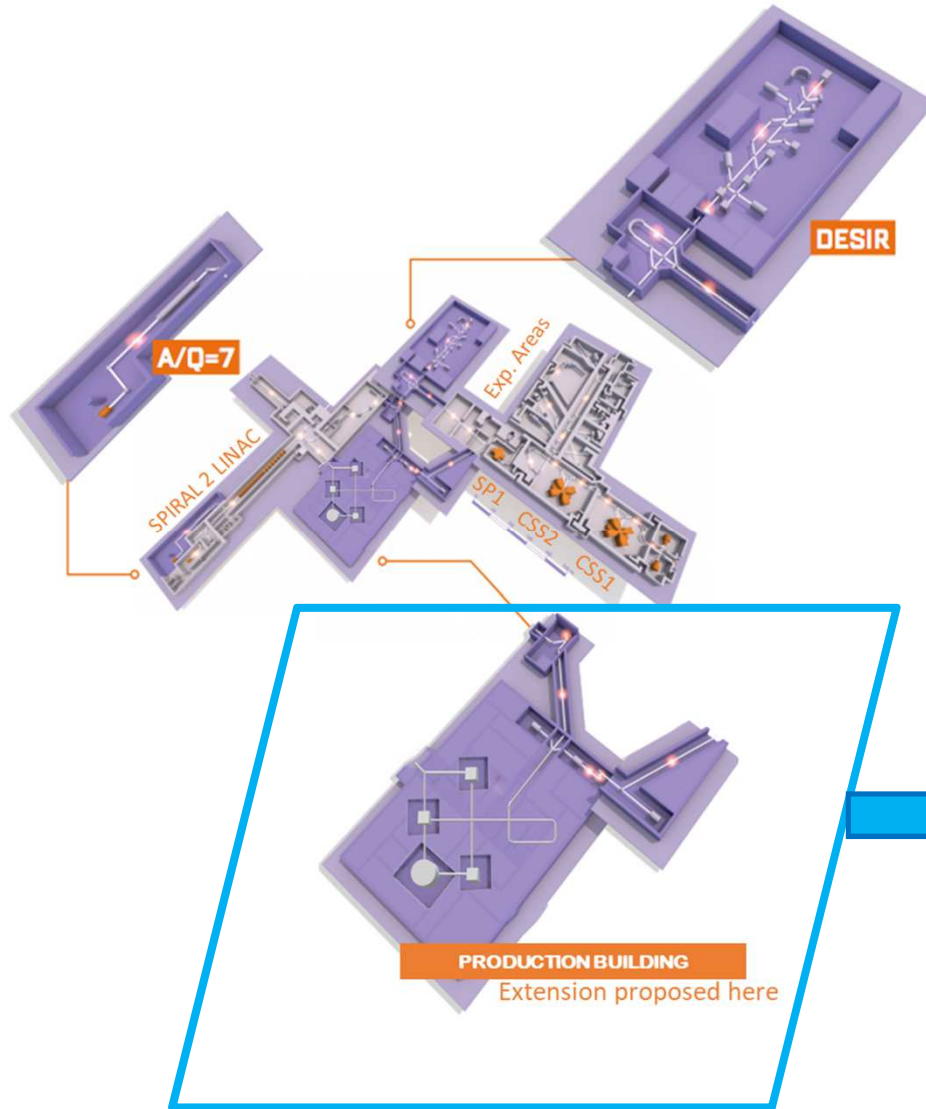 DESIR
A/Q=7
Exp. Areas
SPIRAL 2 LINAC
SP1
CSS2
CSS1
PRODUCTION BUILDING
Extension proposed here